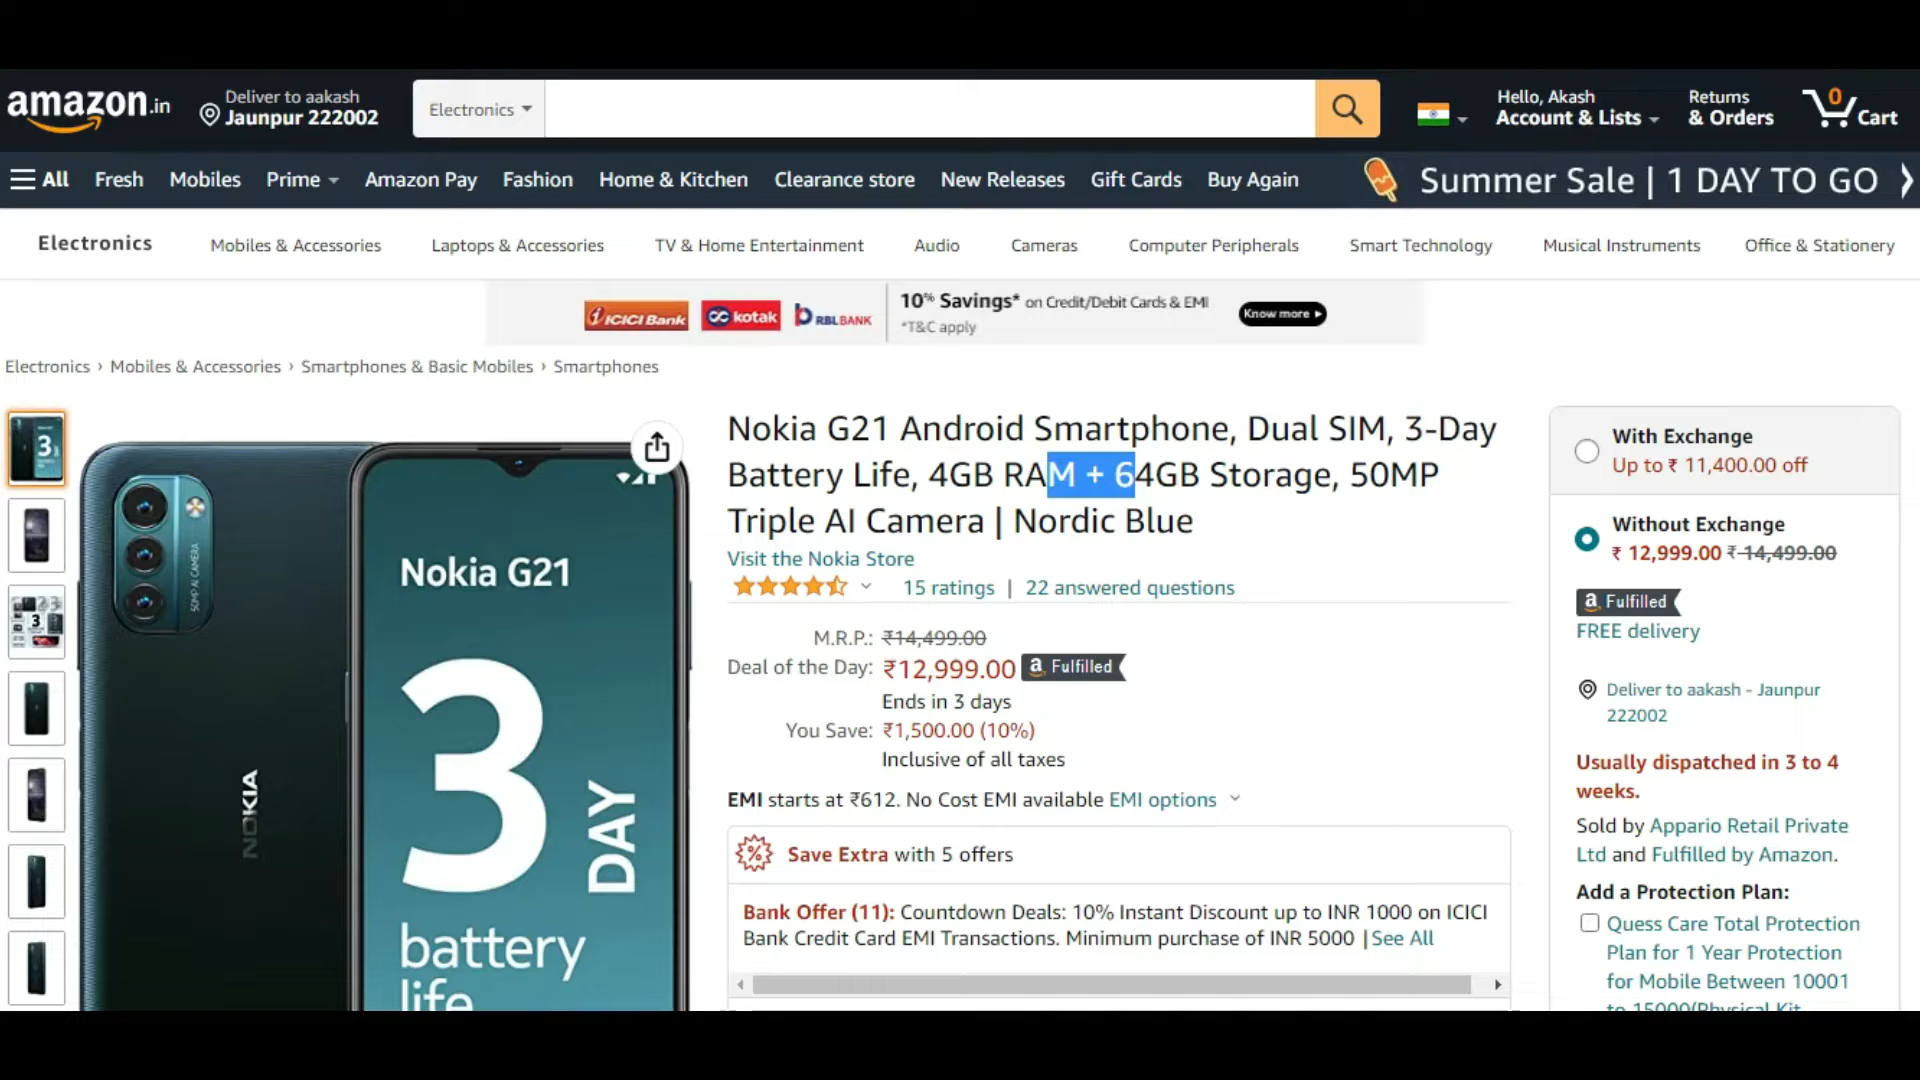 amazon.in
Deliver to aakash
Jaunpur 222002
Electronics
Hello, Akash
Account & Lists
Returns
& Orders
0
Cart
All
Fresh
Mobiles
Prime
Amazon Pay
Fashion
Home & Kitchen
Clearance store
New Releases
Gift Cards
Buy Again
Summer Sale | 1 DAY TO GO
Electronics
Mobiles & Accessories
Laptops & Accessories
TV & Home Entertainment
Audio
Cameras
Computer Peripherals
Smart Technology
Musical Instruments
Office & Stationery
ICICI Bank
kotak
RBLBANK
10% Savings* on Credit/Debit Cards & EMI
*T&C apply
Know more
Electronics › Mobiles & Accessories › Smartphones & Basic Mobiles › Smartphones
50MP AI CAMERA
NOKIA
Nokia G21
3
DAY
battery
life
Nokia G21 Android Smartphone, Dual SIM, 3-Day
Battery Life, 4GB RAM + 64GB Storage, 50MP
Triple AI Camera | Nordic Blue
Visit the Nokia Store
15 ratings | 22 answered questions
M.R.P.: ₹14,499.00
Deal of the Day: ₹12,999.00 a Fulfilled
Ends in 3 days
You Save: ₹1,500.00 (10%)
Inclusive of all taxes
EMI starts at ₹612. No Cost EMI available EMI options
Save Extra with 5 offers
Bank Offer (11): Countdown Deals: 10% Instant Discount up to INR 1000 on ICICI
Bank Credit Card EMI Transactions. Minimum purchase of INR 5000 | See All
With Exchange
Up to ₹ 11,400.00 off
Without Exchange
₹ 12,999.00 ₹ 14,499.00
a Fulfilled
FREE delivery
Deliver to aakash - Jaunpur
222002
Usually dispatched in 3 to 4
weeks.
Sold by Appario Retail Private
Ltd and Fulfilled by Amazon.
Add a Protection Plan:
Quess Care Total Protection
Plan for 1 Year Protection
for Mobile Between 10001
to 15000(Physical Kit